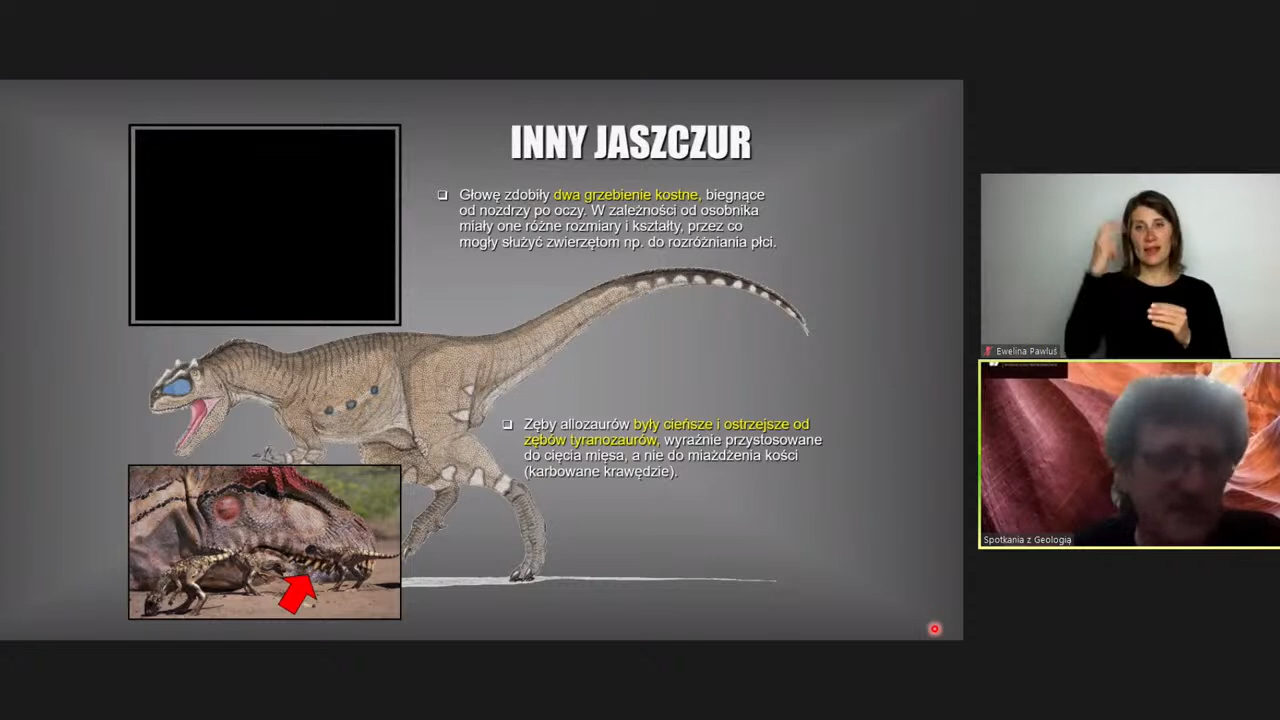 INNY JASZCZUR
❑ Głowę zdobiły dwa grzebienie kostne, biegnące
od nozdrzy po oczy. W zależności od osobnika
miały one różne rozmiary i kształty, przez co
mogły służyć zwierzętom np. do rozróżniania płci.
❑ Zęby allozaurów były cieńsze i ostrzejsze od
zębów tyranozaurów, wyraźnie przystosowane
do cięcia mięsa, a nie do miażdżenia kości
(karbowane krawędzie).
Ewelina Pawluś
Spotkania z Geologią